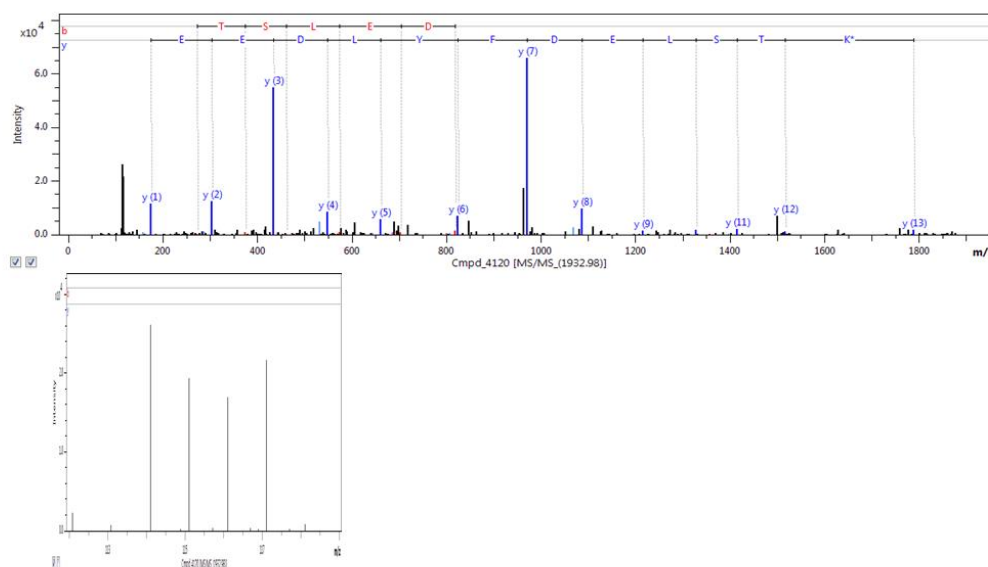 T S L E D
b
x10⁴
y
E E D L Y F D E L S T K*
6.0
4.0
2.0
0.0
Intensity
y (1)
y (2)
y (3)
y (4)
y (5)
y (6)
y (7)
y (8)
y (9)
y (11)
y (12)
y (13)
0 200 400 600 800 1000 1200 1400 1600 1800
m/
Cmpd_4120 [MS/MS_(1932.98)]
Intensity
m/z